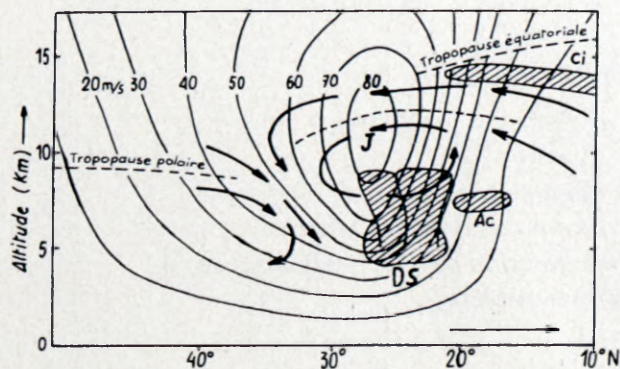 15
10
5
0
Altitude (Km)
20m/s 30 40 50 60 70 80
Tropopause équatoriale
Ci
Tropopause polaire
J
Ac
DS
40° 30° 20° 10°N